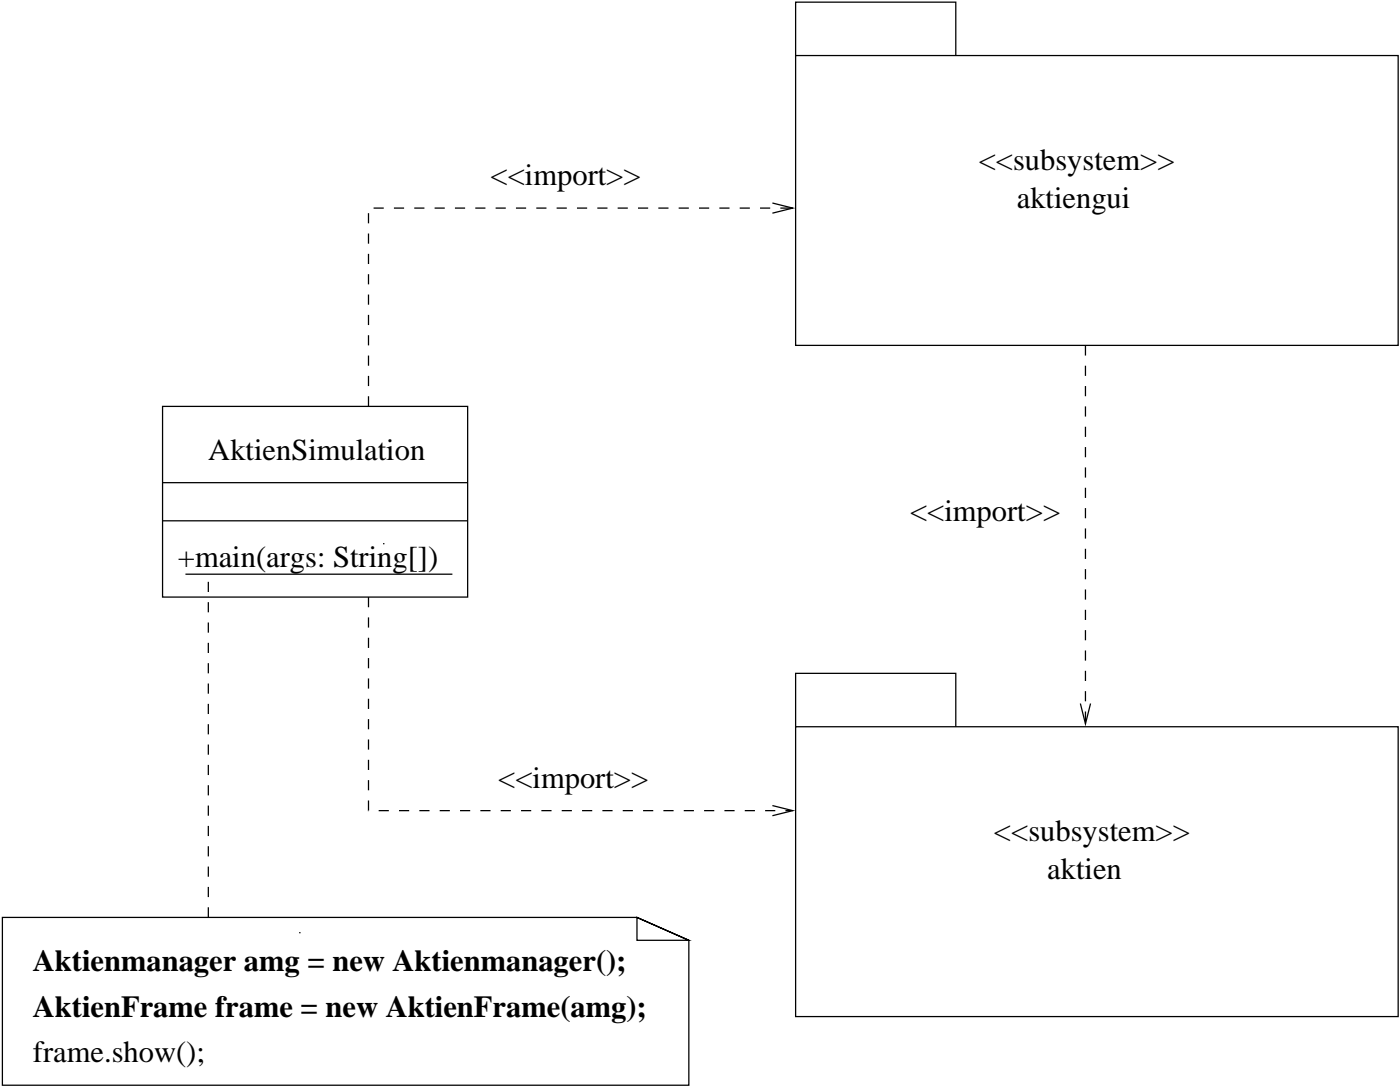 <<subsystem>>
aktiengui
<<import>>
AktienSimulation
+main(args: String[])
<<import>>
<<import>>
<<subsystem>>
aktien
Aktienmanager amg = new Aktienmanager();
AktienFrame frame = new AktienFrame(amg);
frame.show();